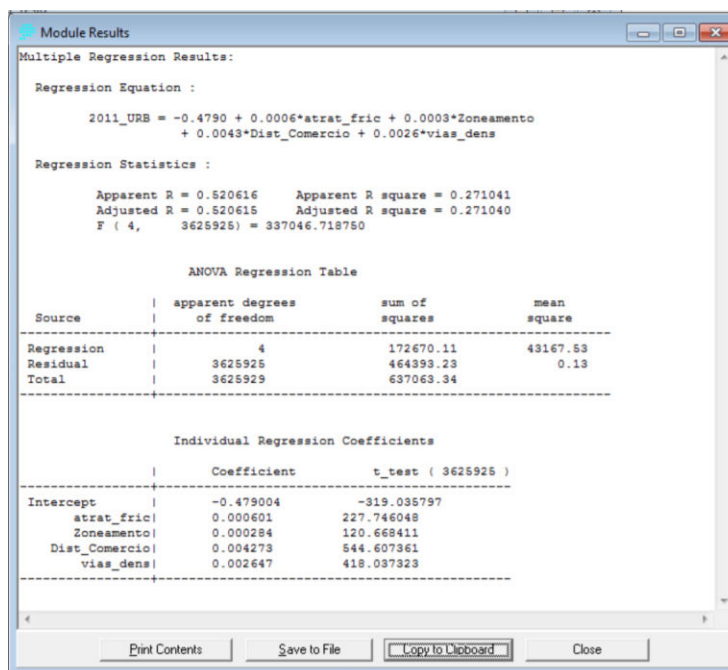 Module Results
Multiple Regression Results:
Regression Equation :
2011_URB = -0.4790 + 0.0006*atrat_fric + 0.0003*Zoneamento
+ 0.0043*Dist_Comercio + 0.0026*vias_dens
Regression Statistics :
Apparent R = 0.520616 Apparent R square = 0.271041
Adjusted R = 0.520615 Adjusted R square = 0.271040
F ( 4, 3625925) = 337046.718750
ANOVA Regression Table
| apparent degrees sum of mean
Source | of freedom squares square
Regression | 4 172670.11 43167.53
Residual | 3625925 464393.23 0.13
Total | 3625929 637063.34
Individual Regression Coefficients
| Coefficient t_test ( 3625925 )
Intercept | -0.479004 -319.035797
atrat_fric| 0.000601 227.746048
Zoneamento| 0.000284 120.668411
Dist_Comercio| 0.004273 544.607361
vias_dens| 0.002647 418.037323
Print Contents Save to File Copy to Clipboard Close